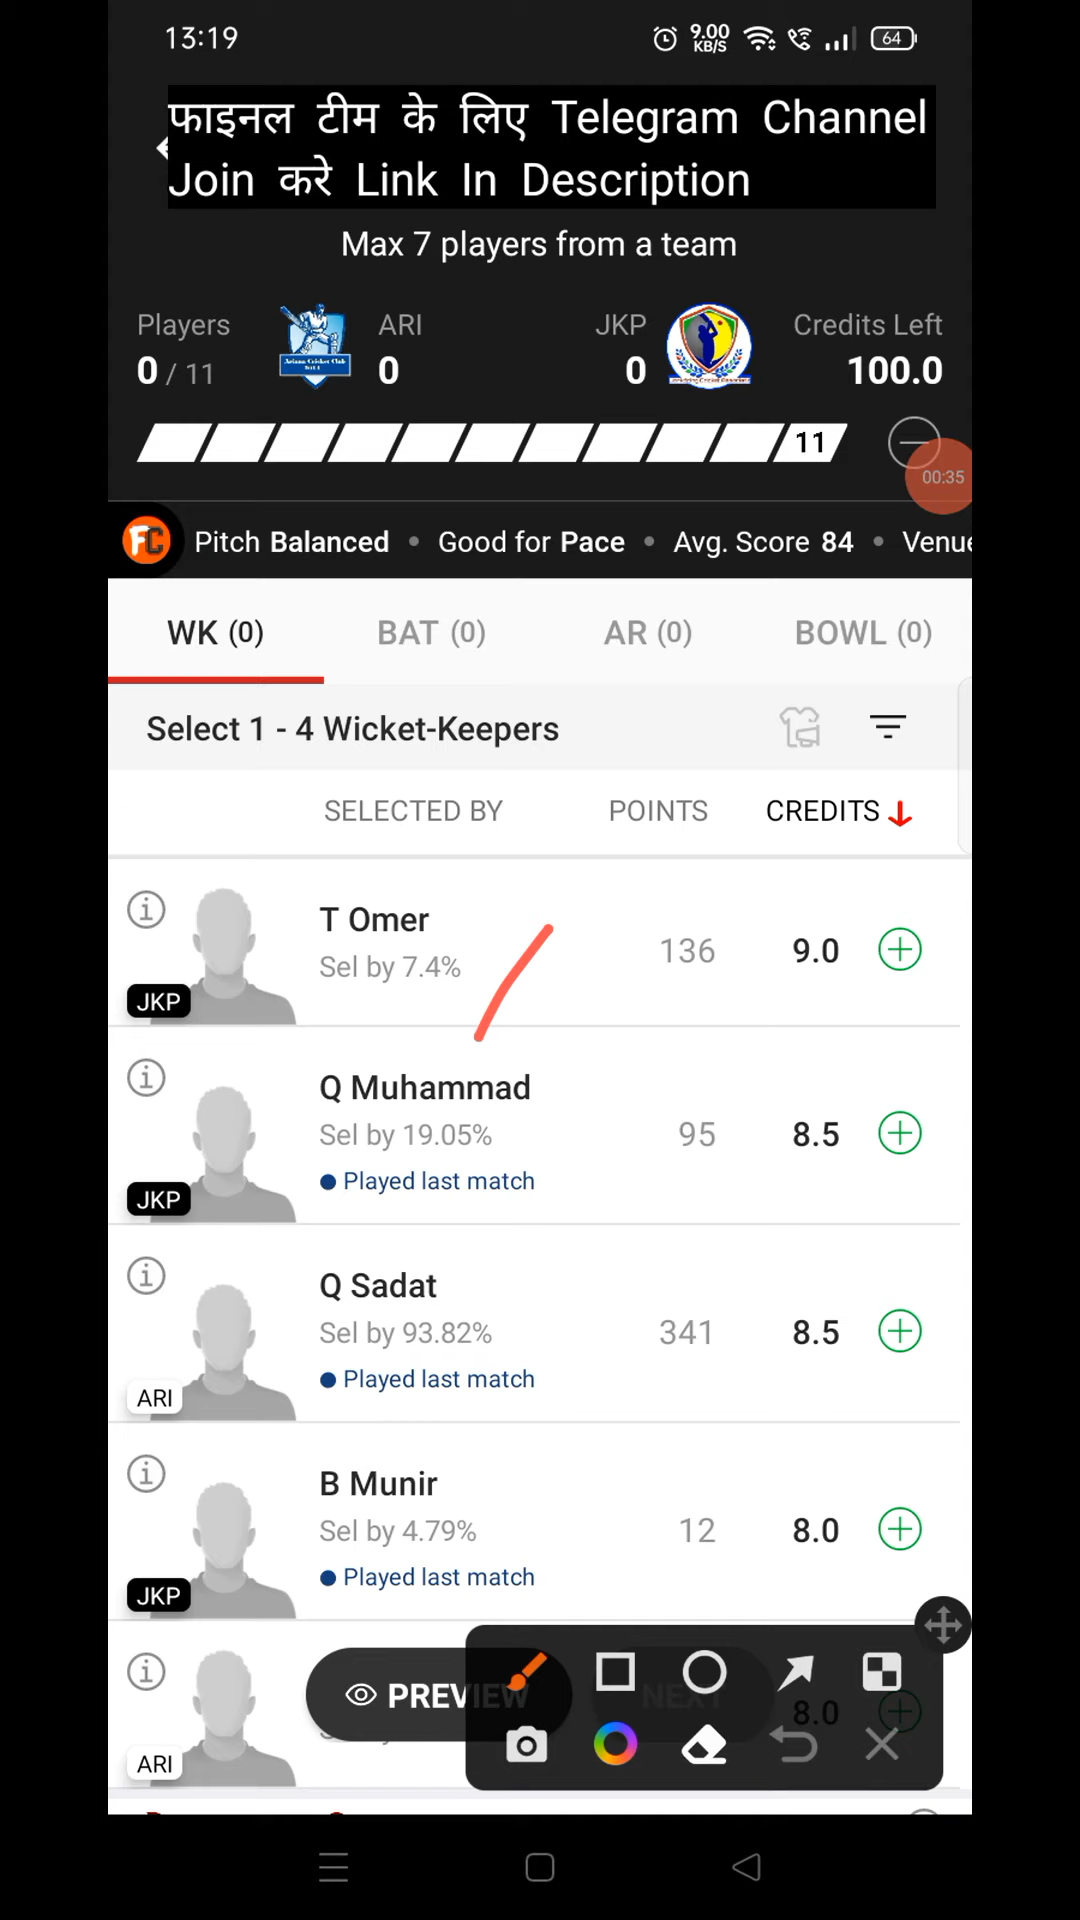 13:19
9.00
KB/S
64
फाइनल टीम के लिए Telegram Channel
Join करे Link In Description
Max 7 players from a team
Players ARI JKP Credits Left
0 / 11 0 0 100.0
11
00:35
FC Pitch Balanced • Good for Pace • Avg. Score 84 • Venue
WK (0) BAT (0) AR (0) BOWL (0)
Select 1 - 4 Wicket-Keepers
SELECTED BY POINTS CREDITS
T Omer
Sel by 7.4% 136 9.0
JKP
Q Muhammad
Sel by 19.05% 95 8.5
Played last match
JKP
Q Sadat
Sel by 93.82% 341 8.5
Played last match
ARI
B Munir
Sel by 4.79% 12 8.0
Played last match
JKP
PREVIEW NEXT 8.0
ARI